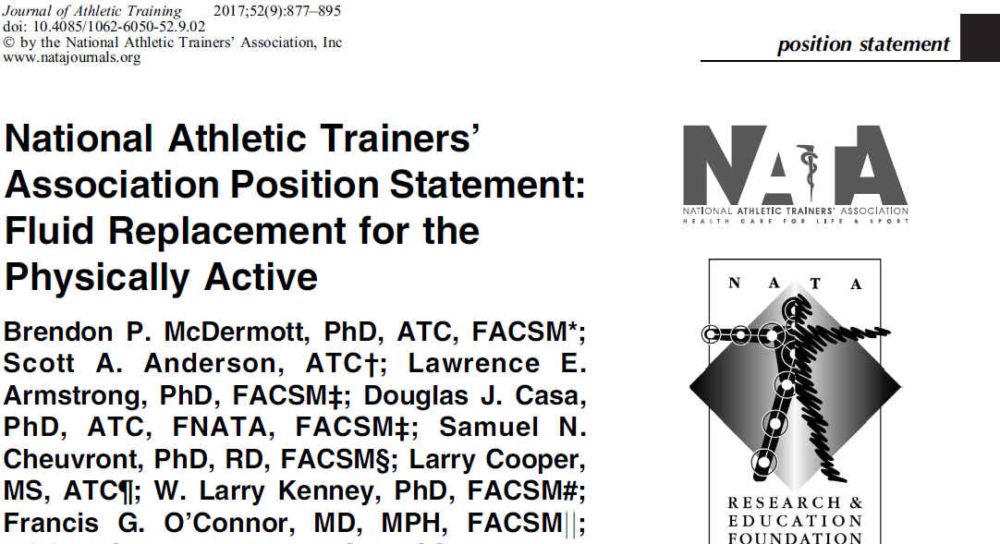 Journal of Athletic Training 2017;52(9):877–895
doi: 10.4085/1062-6050-52.9.02
© by the National Athletic Trainers' Association, Inc
www.natajournals.org
position statement
National Athletic Trainers'
Association Position Statement:
Fluid Replacement for the
Physically Active
Brendon P. McDermott, PhD, ATC, FACSM*;
Scott A. Anderson, ATC†; Lawrence E.
Armstrong, PhD, FACSM‡; Douglas J. Casa,
PhD, ATC, FNATA, FACSM‡; Samuel N.
Cheuvront, PhD, RD, FACSM§; Larry Cooper,
MS, ATC¶; W. Larry Kenney, PhD, FACSM#;
Francis G. O'Connor, MD, MPH, FACSM||;
NATA
NATIONAL ATHLETIC TRAINERS' ASSOCIATION
HEALTH CARE FOR LIFE & SPORT
N A T A
RESEARCH &
EDUCATION
FOUNDATION